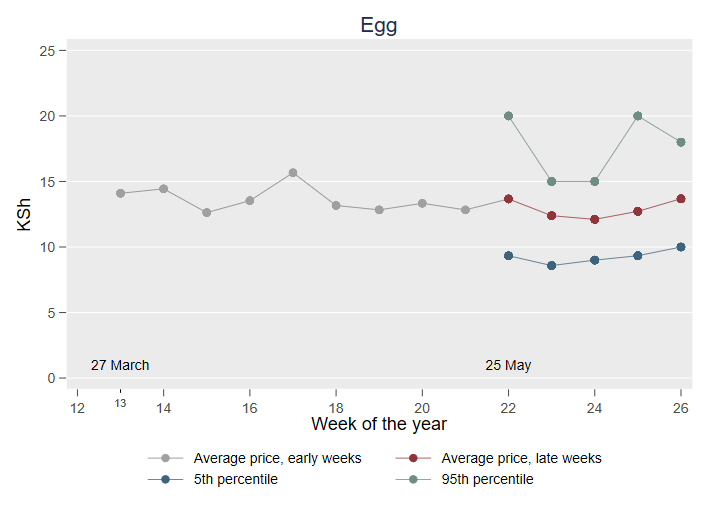 Egg
25
20
15
10
5
0
KSh
27 March
25 May
12 13 14 16 18 20 22 24 26
Week of the year
Average price, early weeks Average price, late weeks
5th percentile 95th percentile